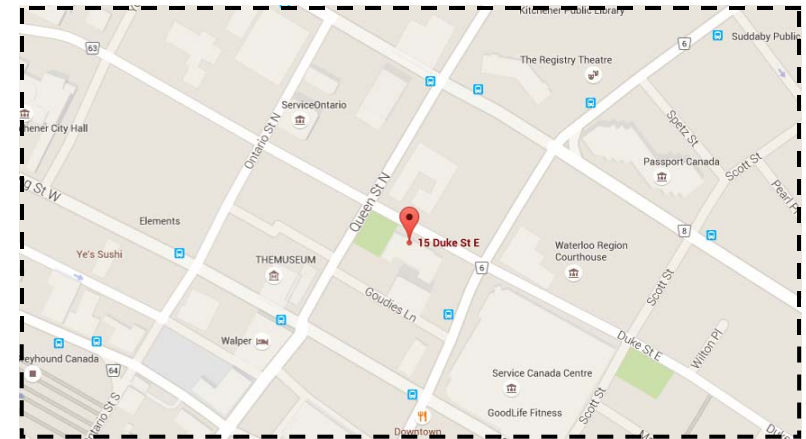 Kitchener Public Library
63
6
Suddaby Public
The Registry Theatre
ServiceOntario
Spetz St
hener City Hall
Ontario St N
Passport Canada
Scott St
Pearl Pl
g St W
Queen St N
Elements
8
15 Duke St E
Waterloo Region
Courthouse
Ye's Sushi
THEMUSEUM
6
Scott St
Goudies Ln
Duke St E
Wilton Pl
Walper
eyhound Canada
64
Service Canada Centre
Ontario St S
Scott St
GoodLife Fitness
Downtown
Duke